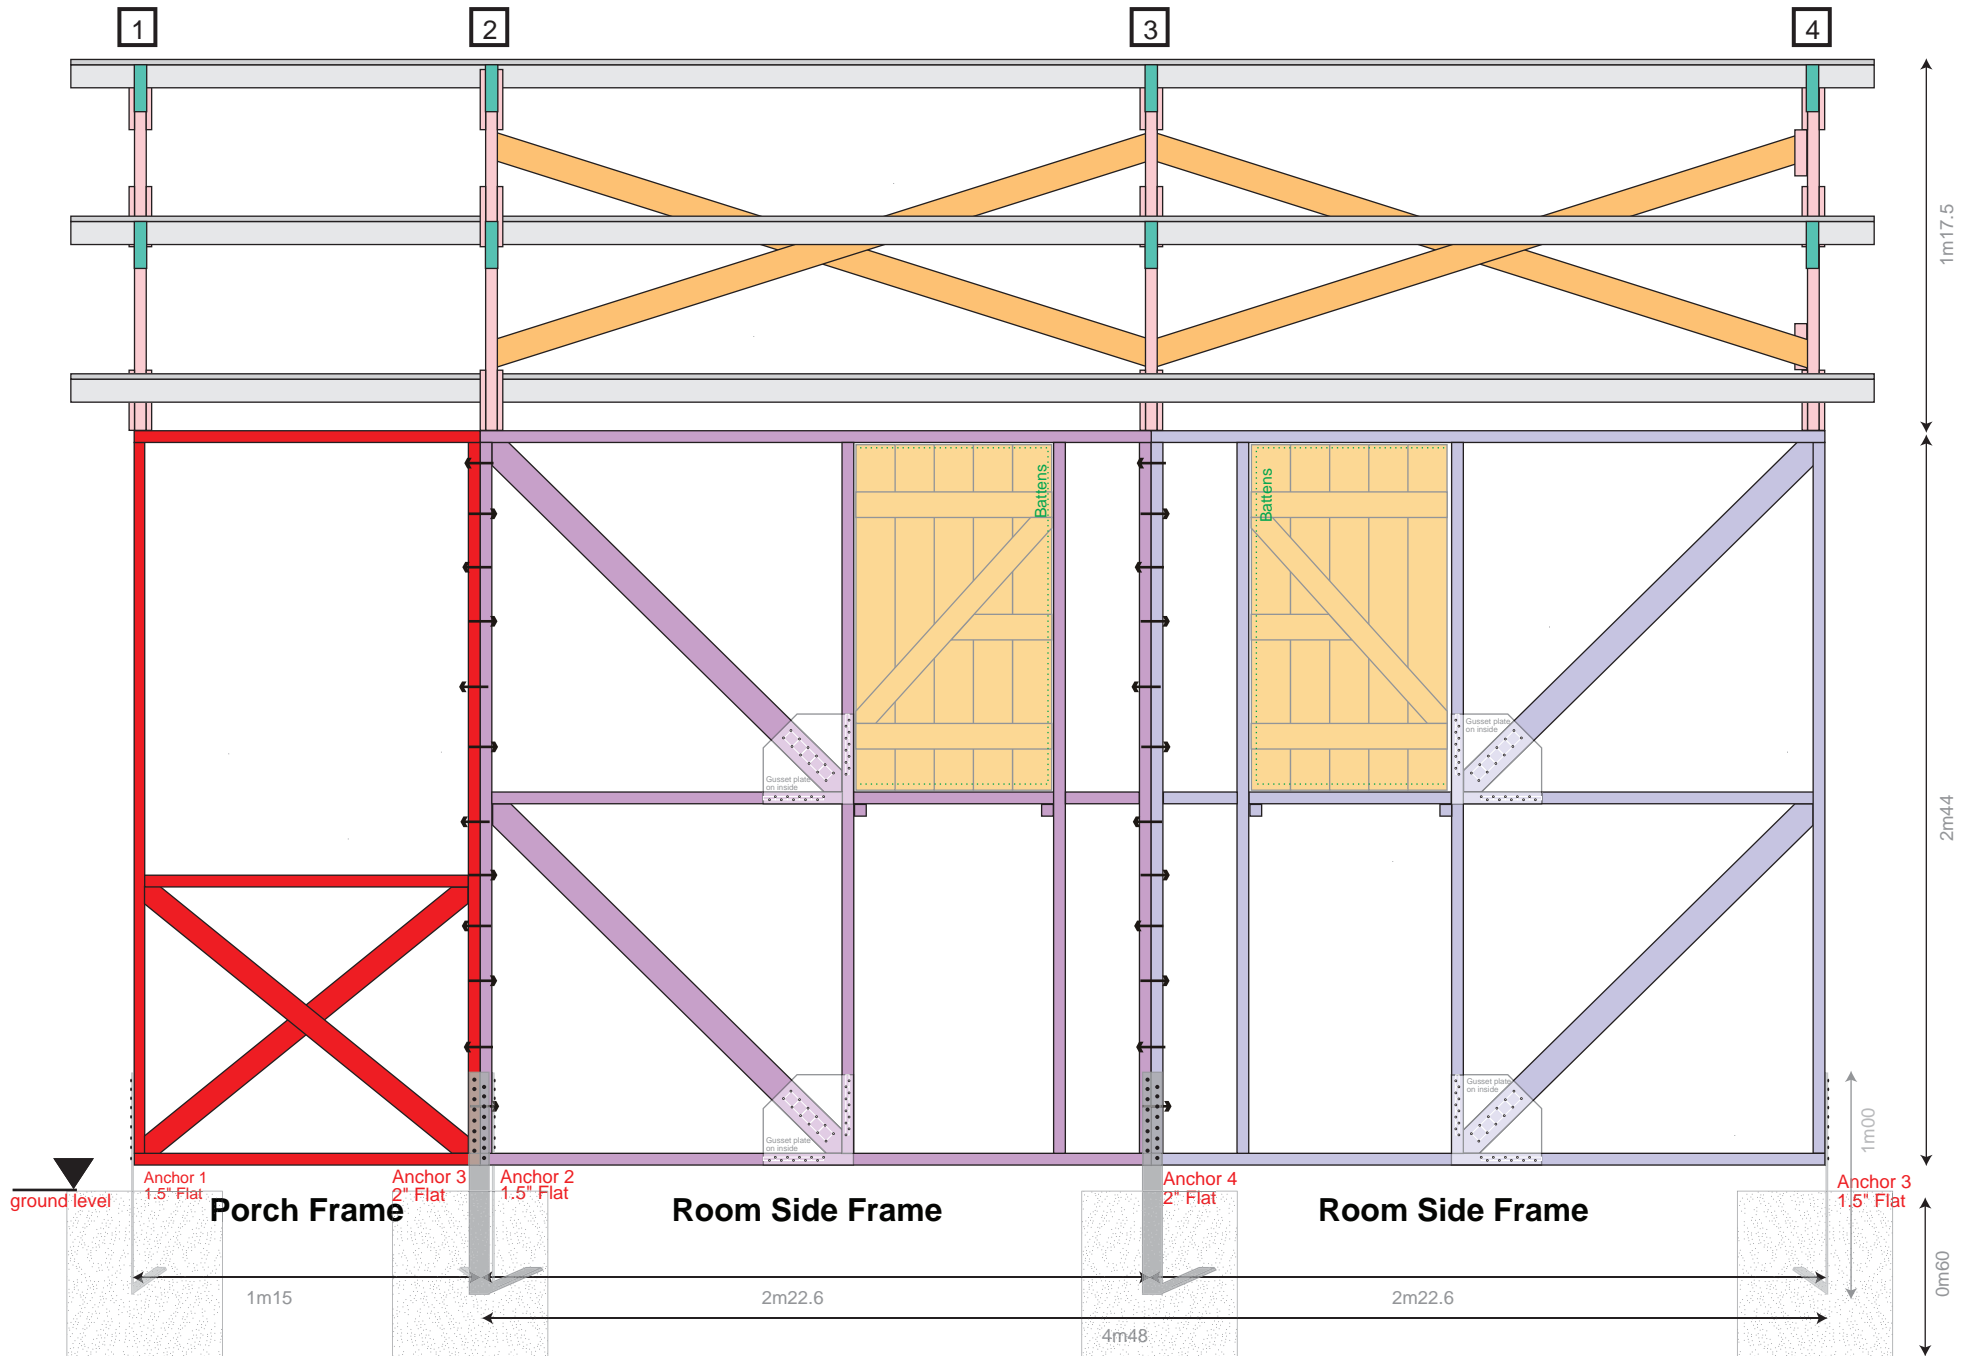 1
2
3
4
1m17.5
Battens
Battens
Gusset plate
on inside
Gusset plate
on inside
2m44
Gusset plate
on inside
Gusset plate
on inside
1m00
ground level
Anchor 1
1.5" Flat
Anchor 3
2" Flat
Anchor 2
1.5" Flat
Anchor 4
2" Flat
Anchor 3
1.5" Flat
Porch Frame
Room Side Frame
Room Side Frame
0m60
1m15
2m22.6
2m22.6
4m48